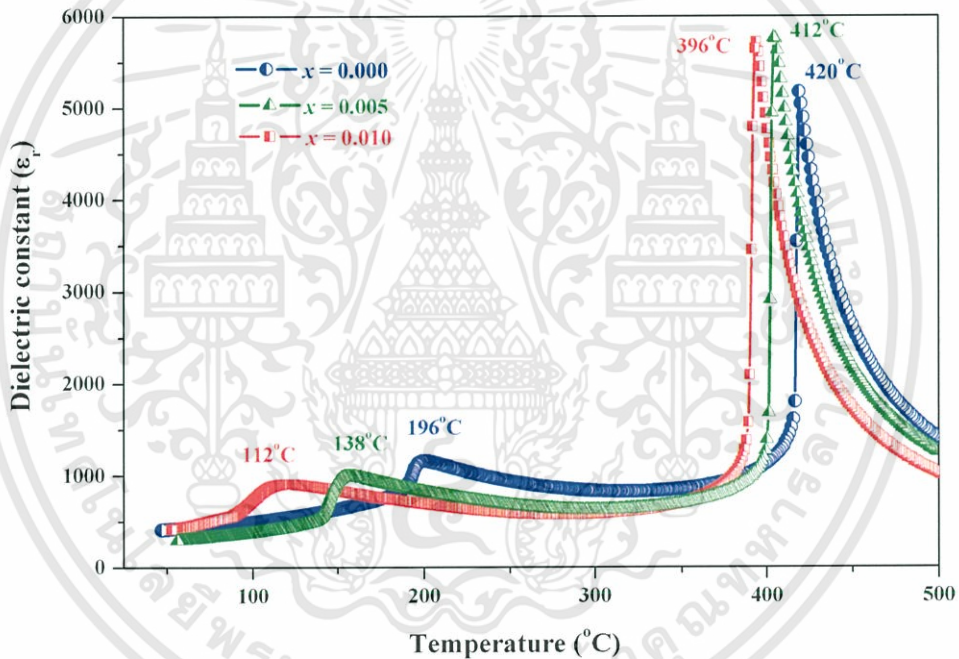 6000
5000
4000
3000
2000
1000
0
Dielectric constant (εr)
x = 0.000
x = 0.005
x = 0.010
396°C
412°C
420°C
112°C
138°C
196°C
100
200
300
400
500
Temperature (°C)